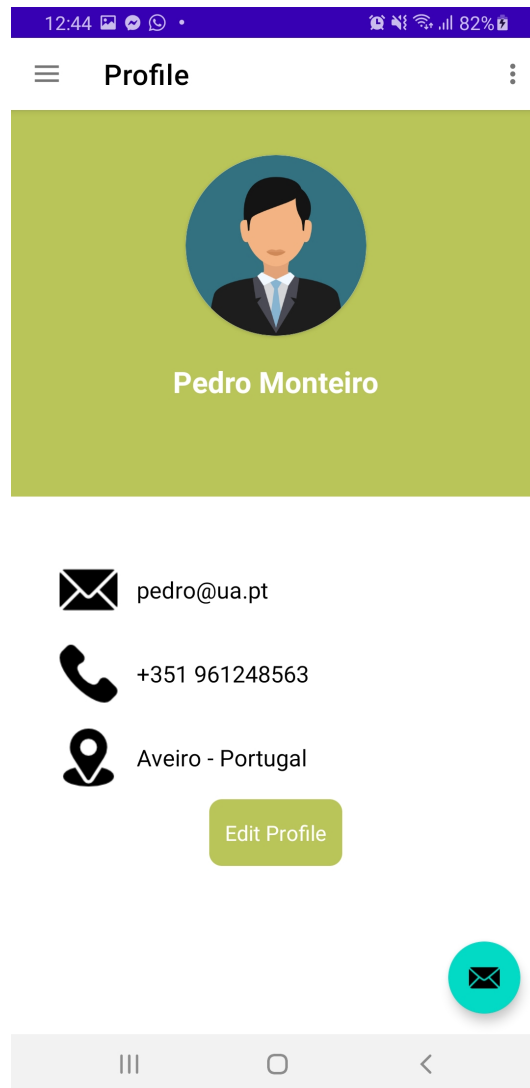 12:44 82%
Profile
Pedro Monteiro
pedro@ua.pt
+351 961248563
Aveiro - Portugal
Edit Profile